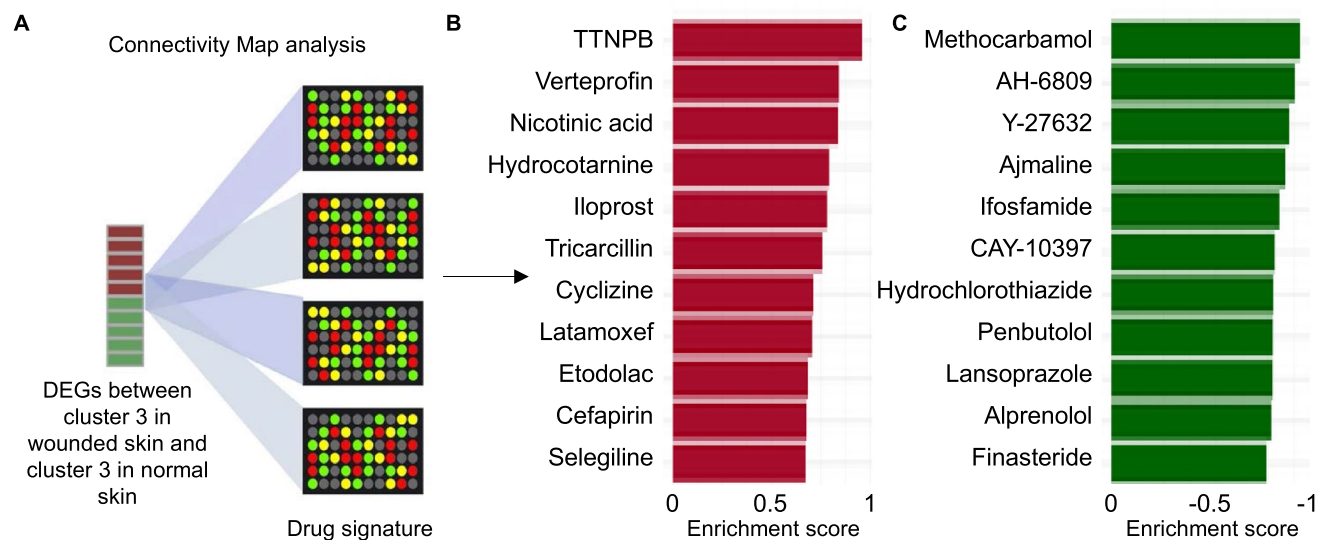 A
Connectivity Map analysis
DEGs between
cluster 3 in
wounded skin and
cluster 3 in normal
skin
Drug signature
B
TTNPB
Verteprofin
Nicotinic acid
Hydrocotarnine
Iloprost
Tricarcillin
Cyclizine
Latamoxef
Etodolac
Cefapirin
Selegiline
0 0.5 1
Enrichment score
C
Methocarbamol
AH-6809
Y-27632
Ajmaline
Ifosfamide
CAY-10397
Hydrochlorothiazide
Penbutolol
Lansoprazole
Alprenolol
Finasteride
0 -0.5 -1
Enrichment score